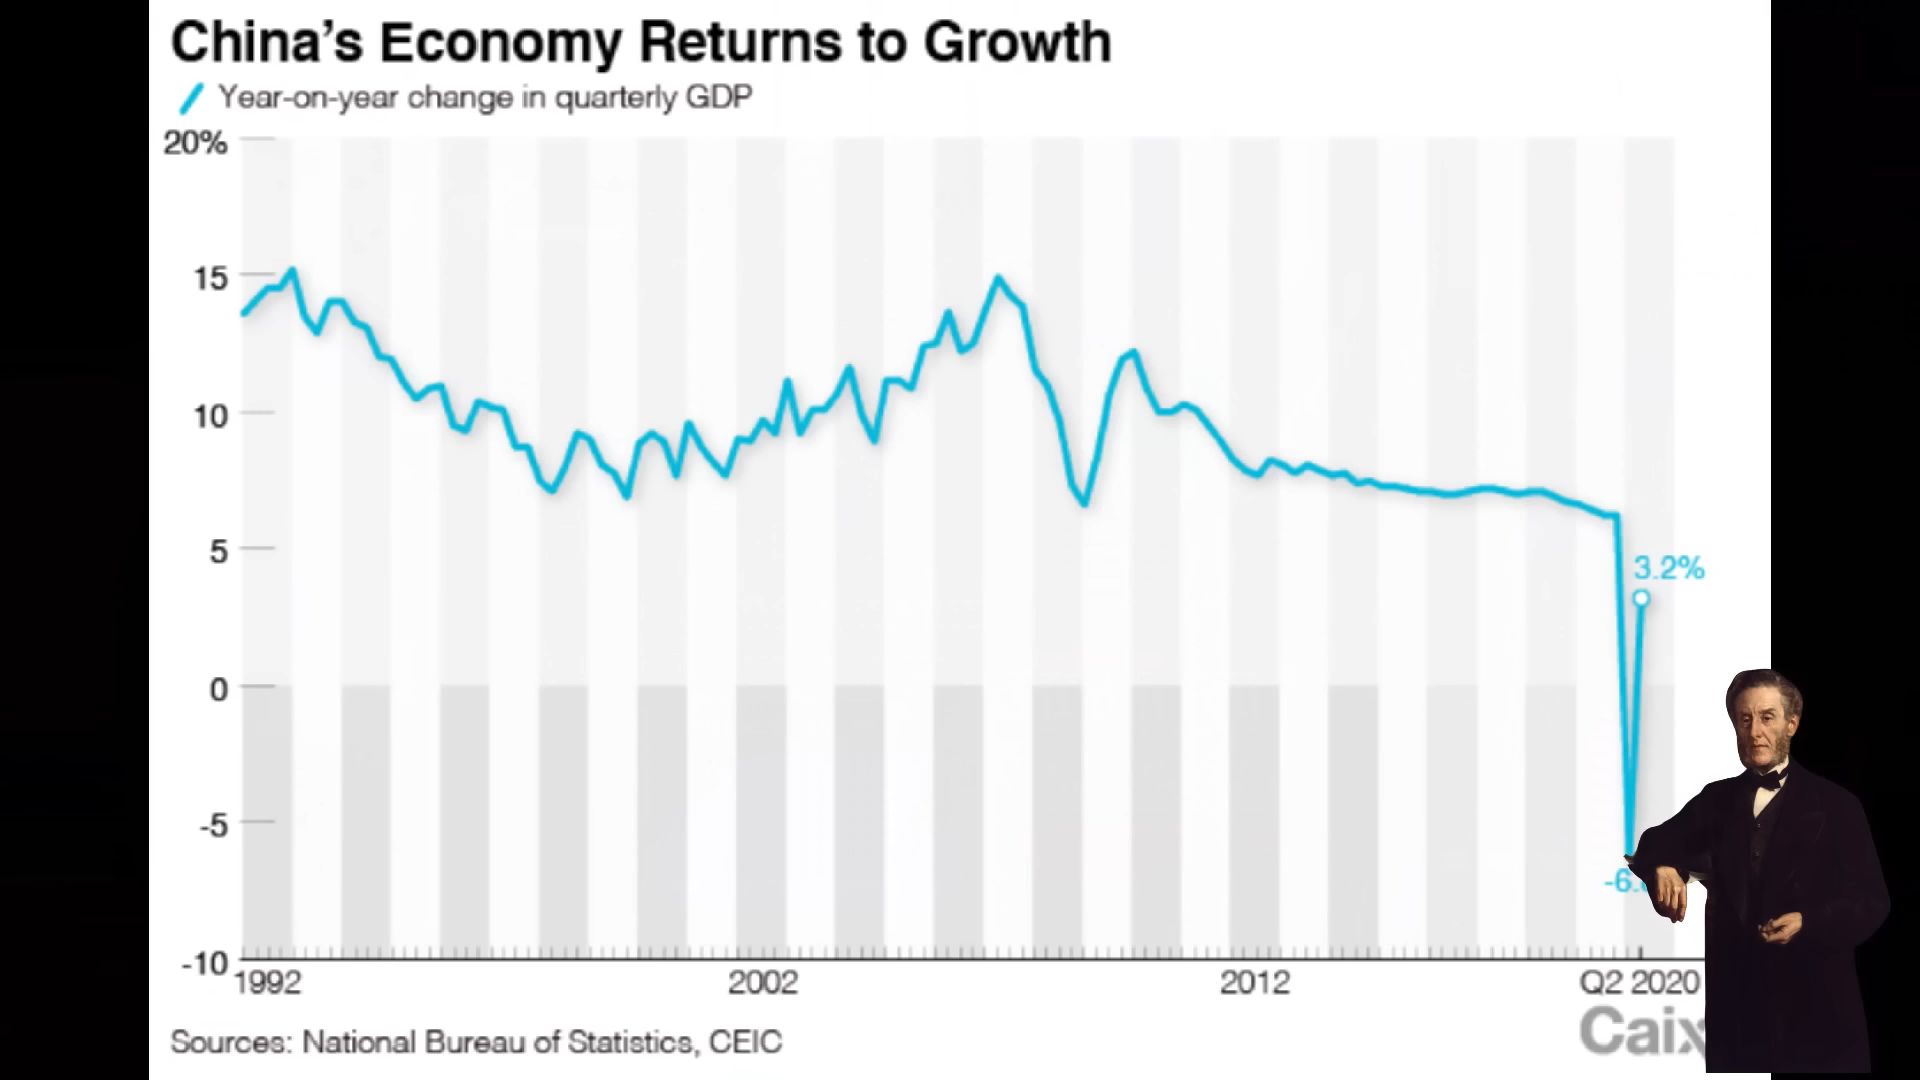 China's Economy Returns to Growth
Year-on-year change in quarterly GDP
20%
15
10
5
3.2%
0
-5
-10
1992 2002 2012 Q2 2020
Sources: National Bureau of Statistics, CEIC